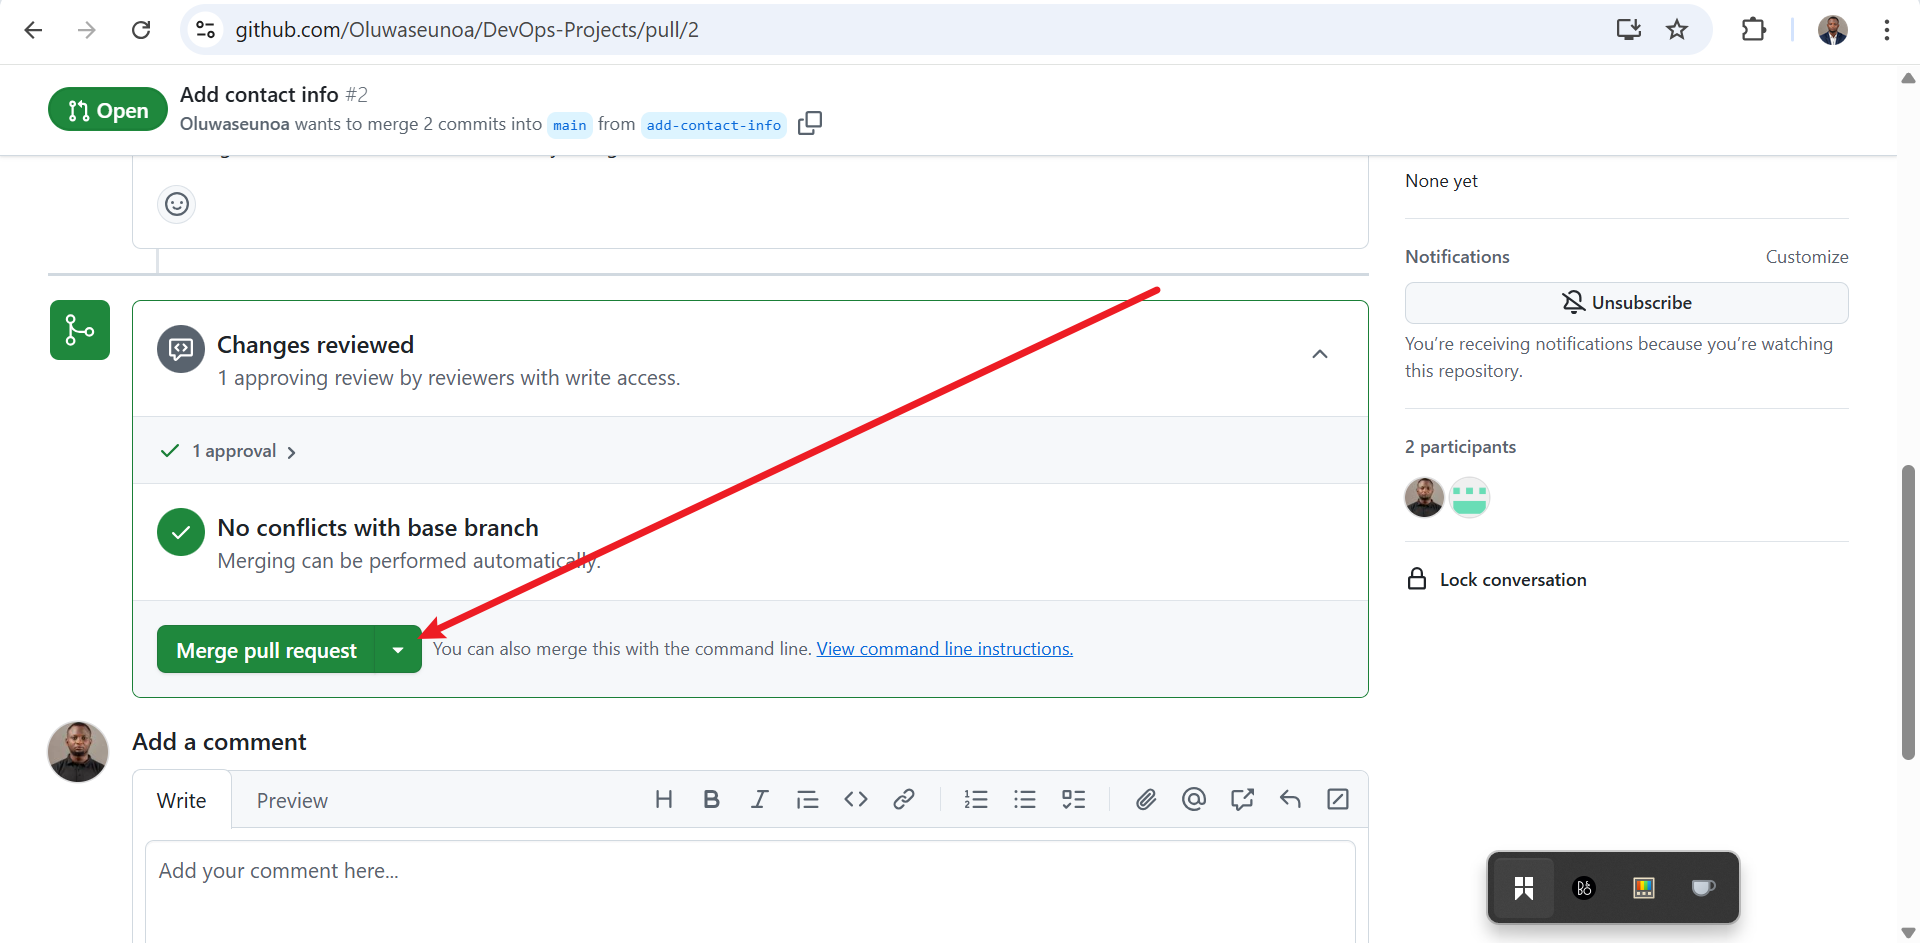 github.com/Oluwaseunoa/DevOps-Projects/pull/2
Open
Add contact info #2
Oluwaseunoa wants to merge 2 commits into main from add-contact-info
None yet
Notifications
Customize
Unsubscribe
You’re receiving notifications because you’re watching
this repository.
2 participants
Lock conversation
Changes reviewed
1 approving review by reviewers with write access.
1 approval
No conflicts with base branch
Merging can be performed automatically.
Merge pull request
You can also merge this with the command line. View command line instructions.
Add a comment
Write
Preview
Add your comment here...